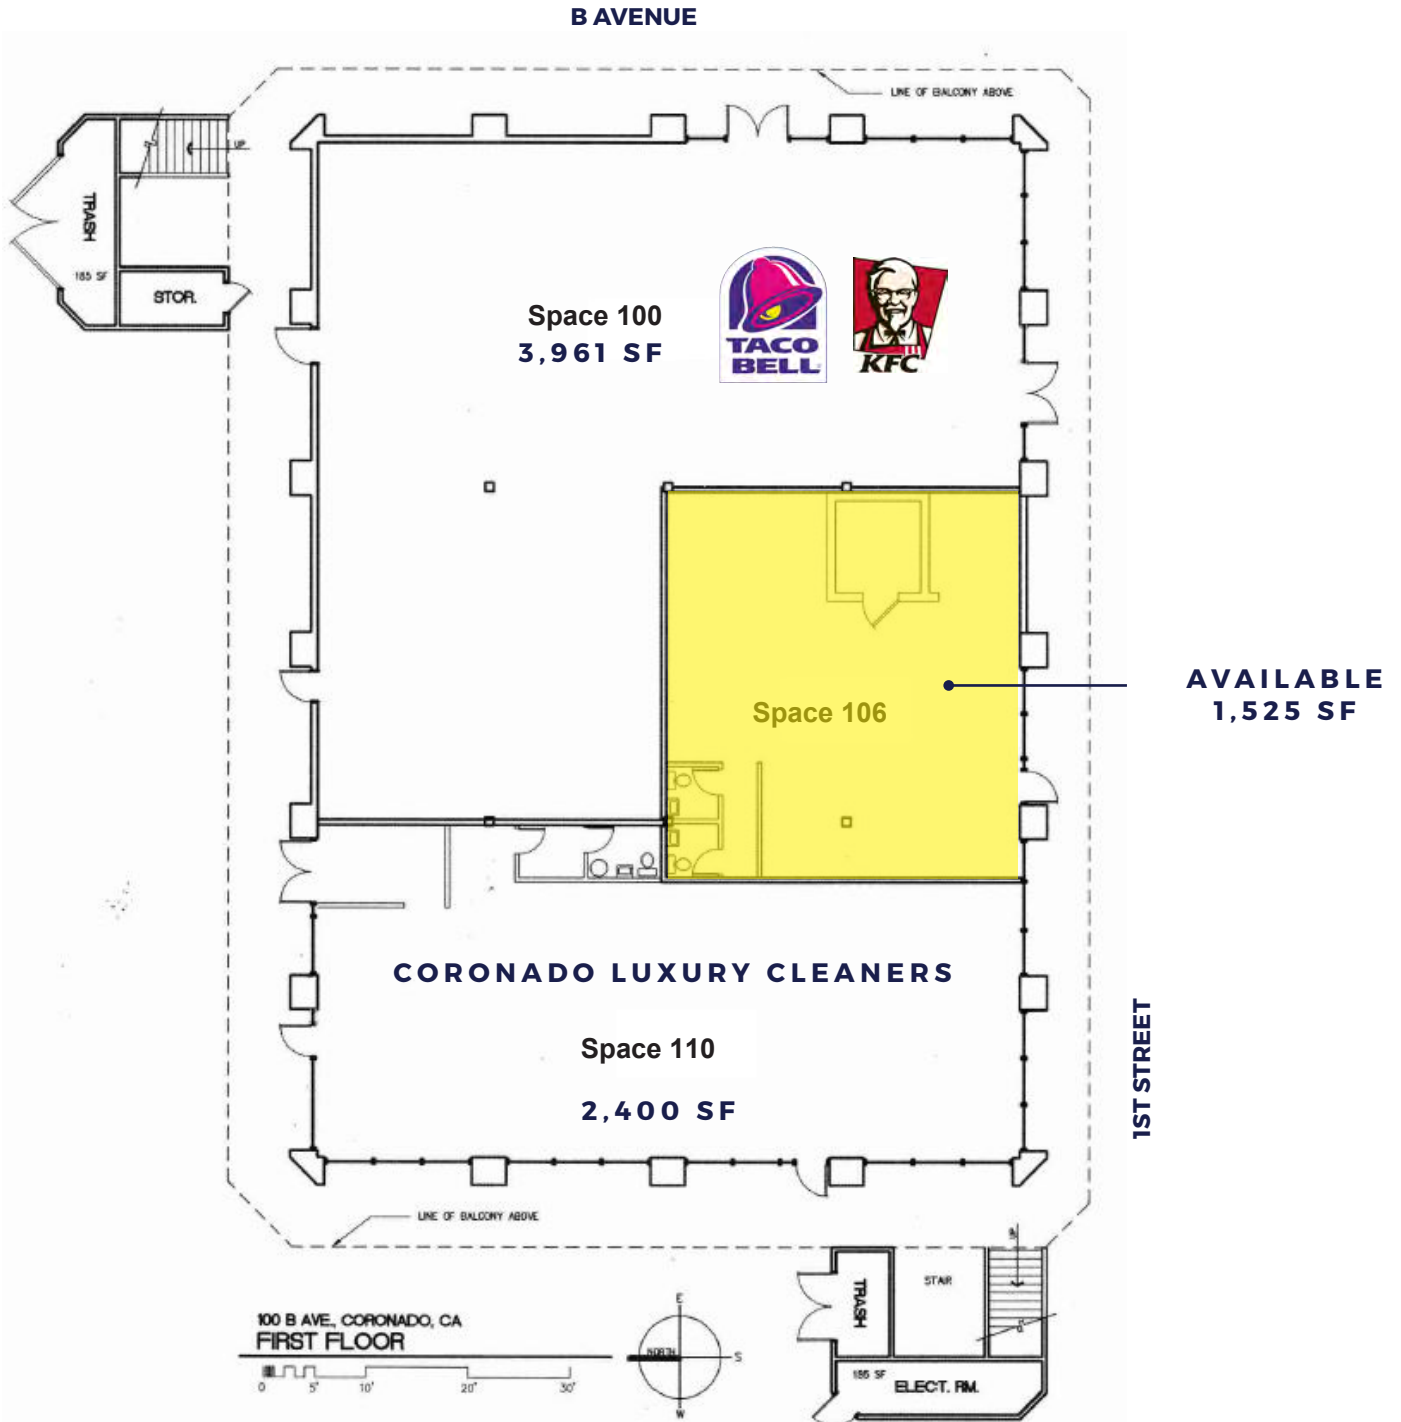 B AVENUE
LINE OF BALCONY ABOVE
UP
TRASH
185 SF
STOR.
Space 100
3,961 SF
TACO
BELL
KFC
Space 106
AVAILABLE
1,525 SF
CORONADO LUXURY CLEANERS
Space 110
2,400 SF
1ST STREET
LINE OF BALCONY ABOVE
UP
STAIR
TRASH
185 SF
ELECT. RM.
100 B AVE., CORONADO, CA
FIRST FLOOR
0 5' 10' 20' 30'
E
NORTH
S
W